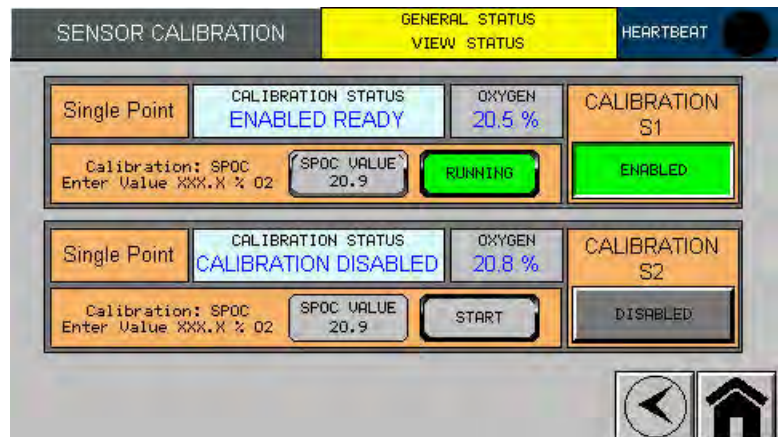 SENSOR CALIBRATION
GENERAL STATUS
VIEW STATUS
HEARTBEAT
Single Point
CALIBRATION STATUS
ENABLED READY
OXYGEN
20.5 %
CALIBRATION
S1
Calibration: SPOC
Enter Value XXX.X % O2
SPOC VALUE
20.9
RUNNING
ENABLED
Single Point
CALIBRATION STATUS
CALIBRATION DISABLED
OXYGEN
20.8 %
CALIBRATION
S2
Calibration: SPOC
Enter Value XXX.X % O2
SPOC VALUE
20.9
START
DISABLED